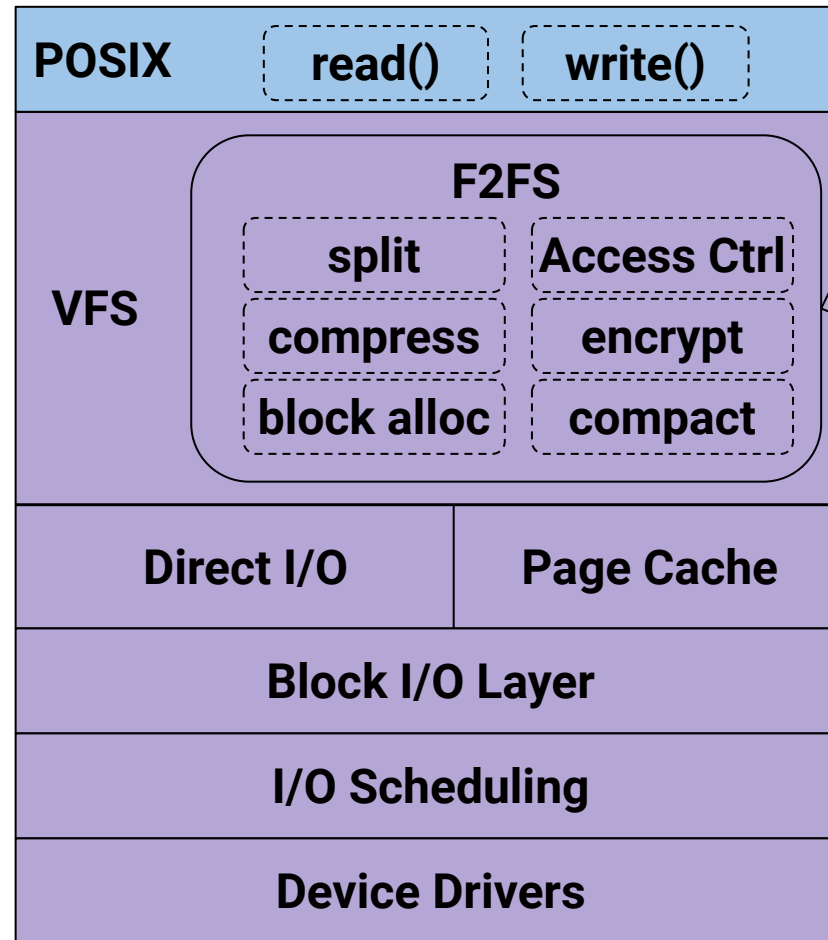 POSIX read() write()
F2FS
split Access Ctrl
VFS
compress encrypt
block alloc compact
Direct I/O Page Cache
Block I/O Layer
I/O Scheduling
Device Drivers